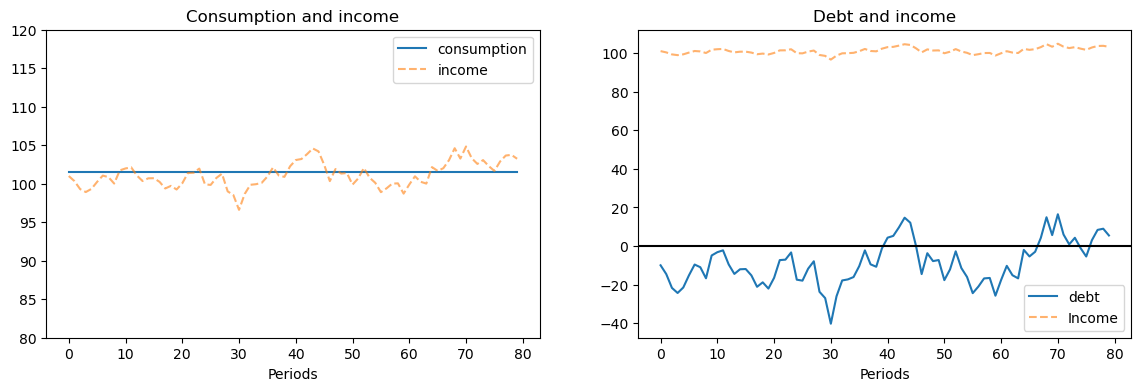 Consumption and income
120
115
110
105
100
95
90
85
80
0 10 20 30 40 50 60 70 80
Periods
consumption
income
Debt and income
100
80
60
40
20
0
−20
−40
0 10 20 30 40 50 60 70 80
Periods
debt
Income